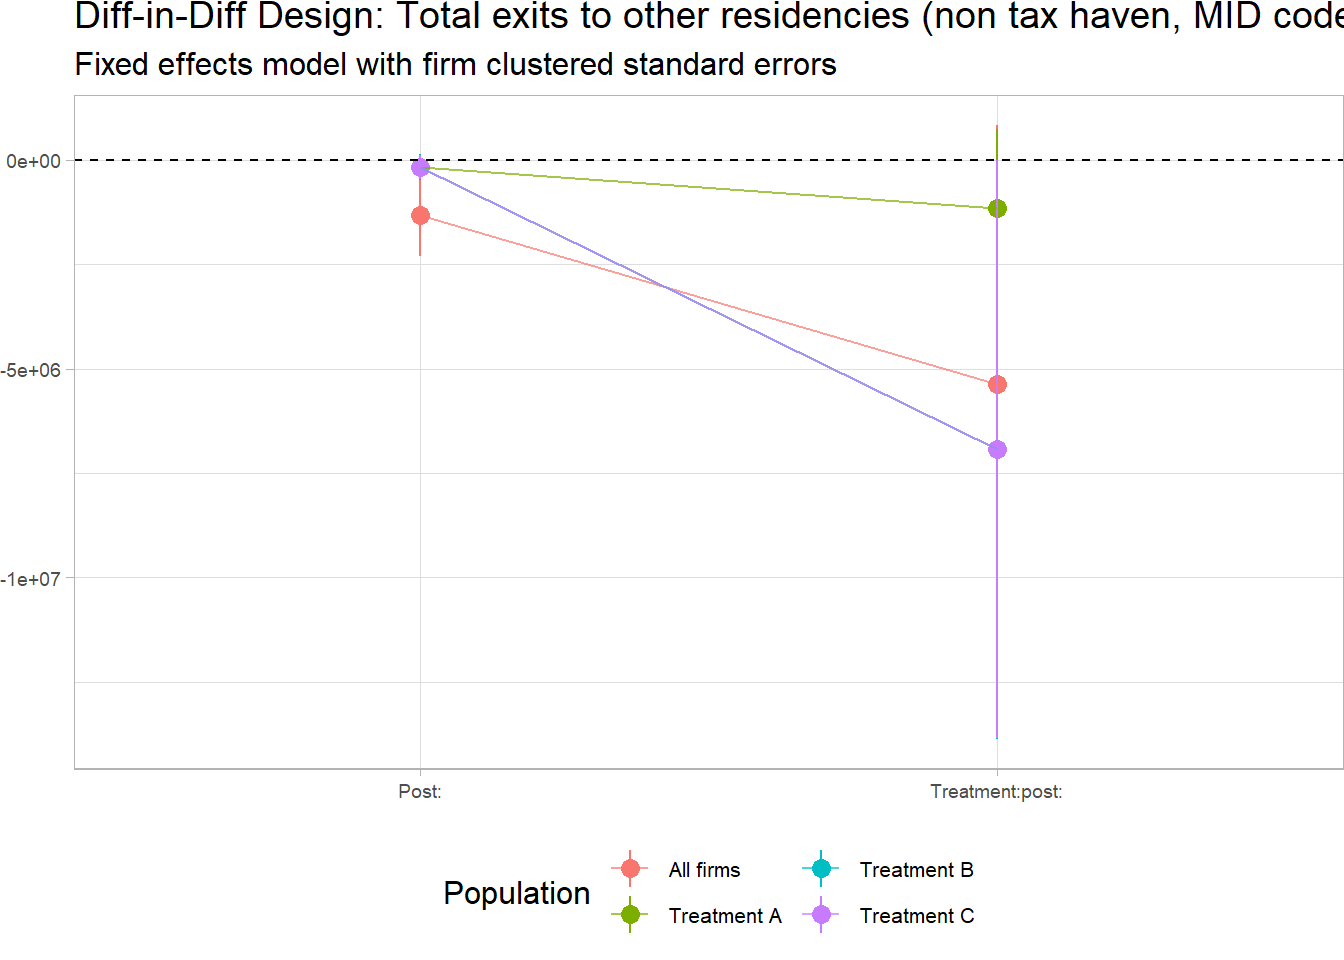 Diff-in-Diff Design: Total exits to other residencies (non tax haven, MID code
Fixed effects model with firm clustered standard errors
0e+00
-5e+06
-1e+07
Post:
Treatment:post:
Population
All firms
Treatment B
Treatment A
Treatment C